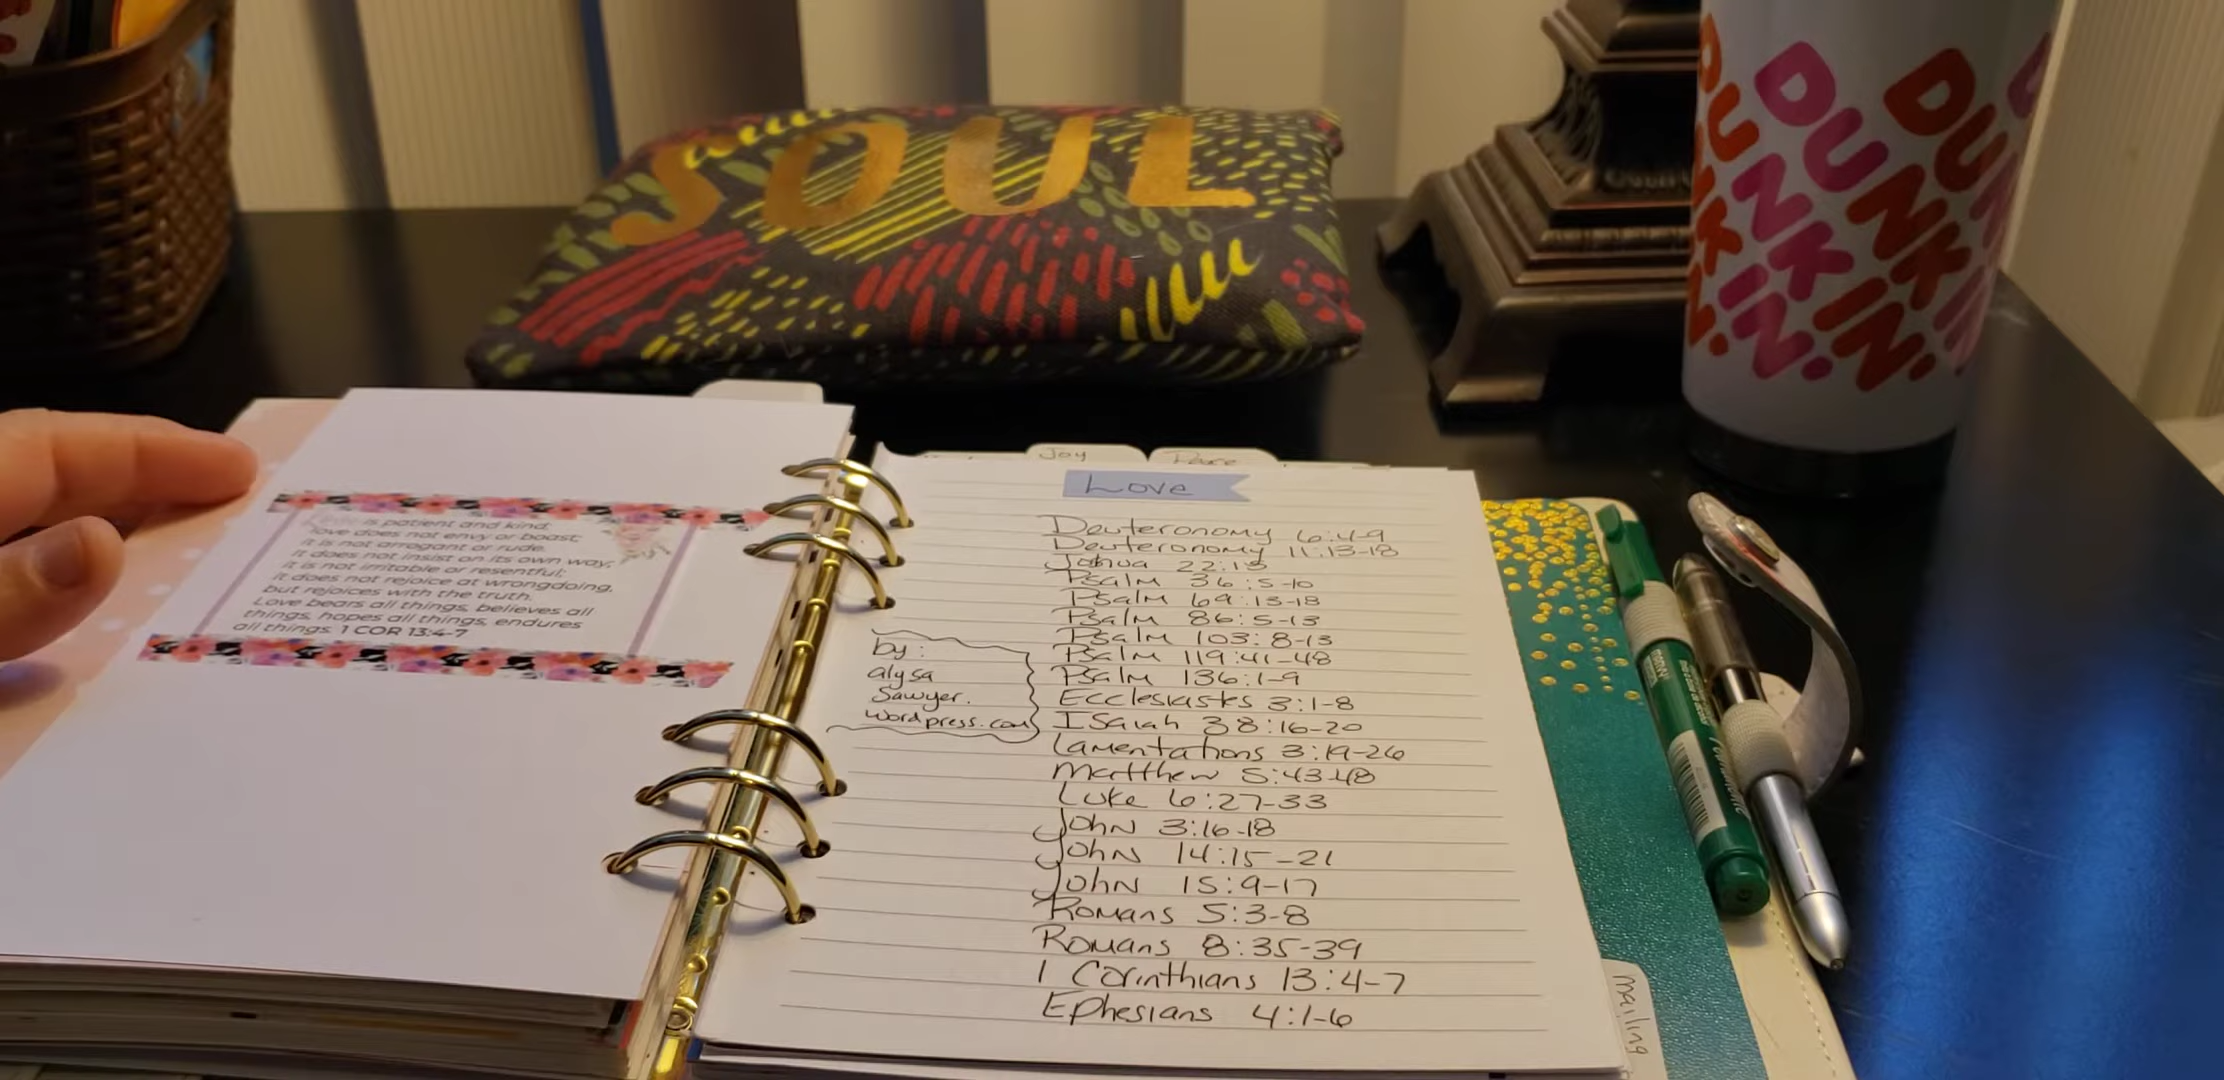 SOUL
DUNKIN'
DUNKIN'
DUNKIN'
is patient and kind;
love does not envy or boast;
it is not arrogant or rude.
It does not insist on its own way;
it is not irritable or resentful;
it does not rejoice at wrongdoing,
but rejoices with the truth.
Love bears all things, believes all
things, hopes all things, endures
all things. 1 COR 13:4-7
Joy
Peace
Love
Deuteronomy 6:4-9
Deuteronomy 11:13-18
Joshua 22:15
Psalm 36:5-10
Psalm 69:13-18
Psalm 86:5-13
Psalm 103:8-13
Psalm 119:41-48
Psalm 136:1-9
Ecclesiastes 3:1-8
Isaiah 38:16-20
Lamentations 3:19-26
Matthew 5:43-48
Luke 6:27-33
John 3:16-18
John 14:15-21
John 15:9-17
Romans 5:3-8
Romans 8:35-39
1 Corinthians 13:4-7
Ephesians 4:1-6
by:
alysa
Sawyer.
wordpress.com
mailing